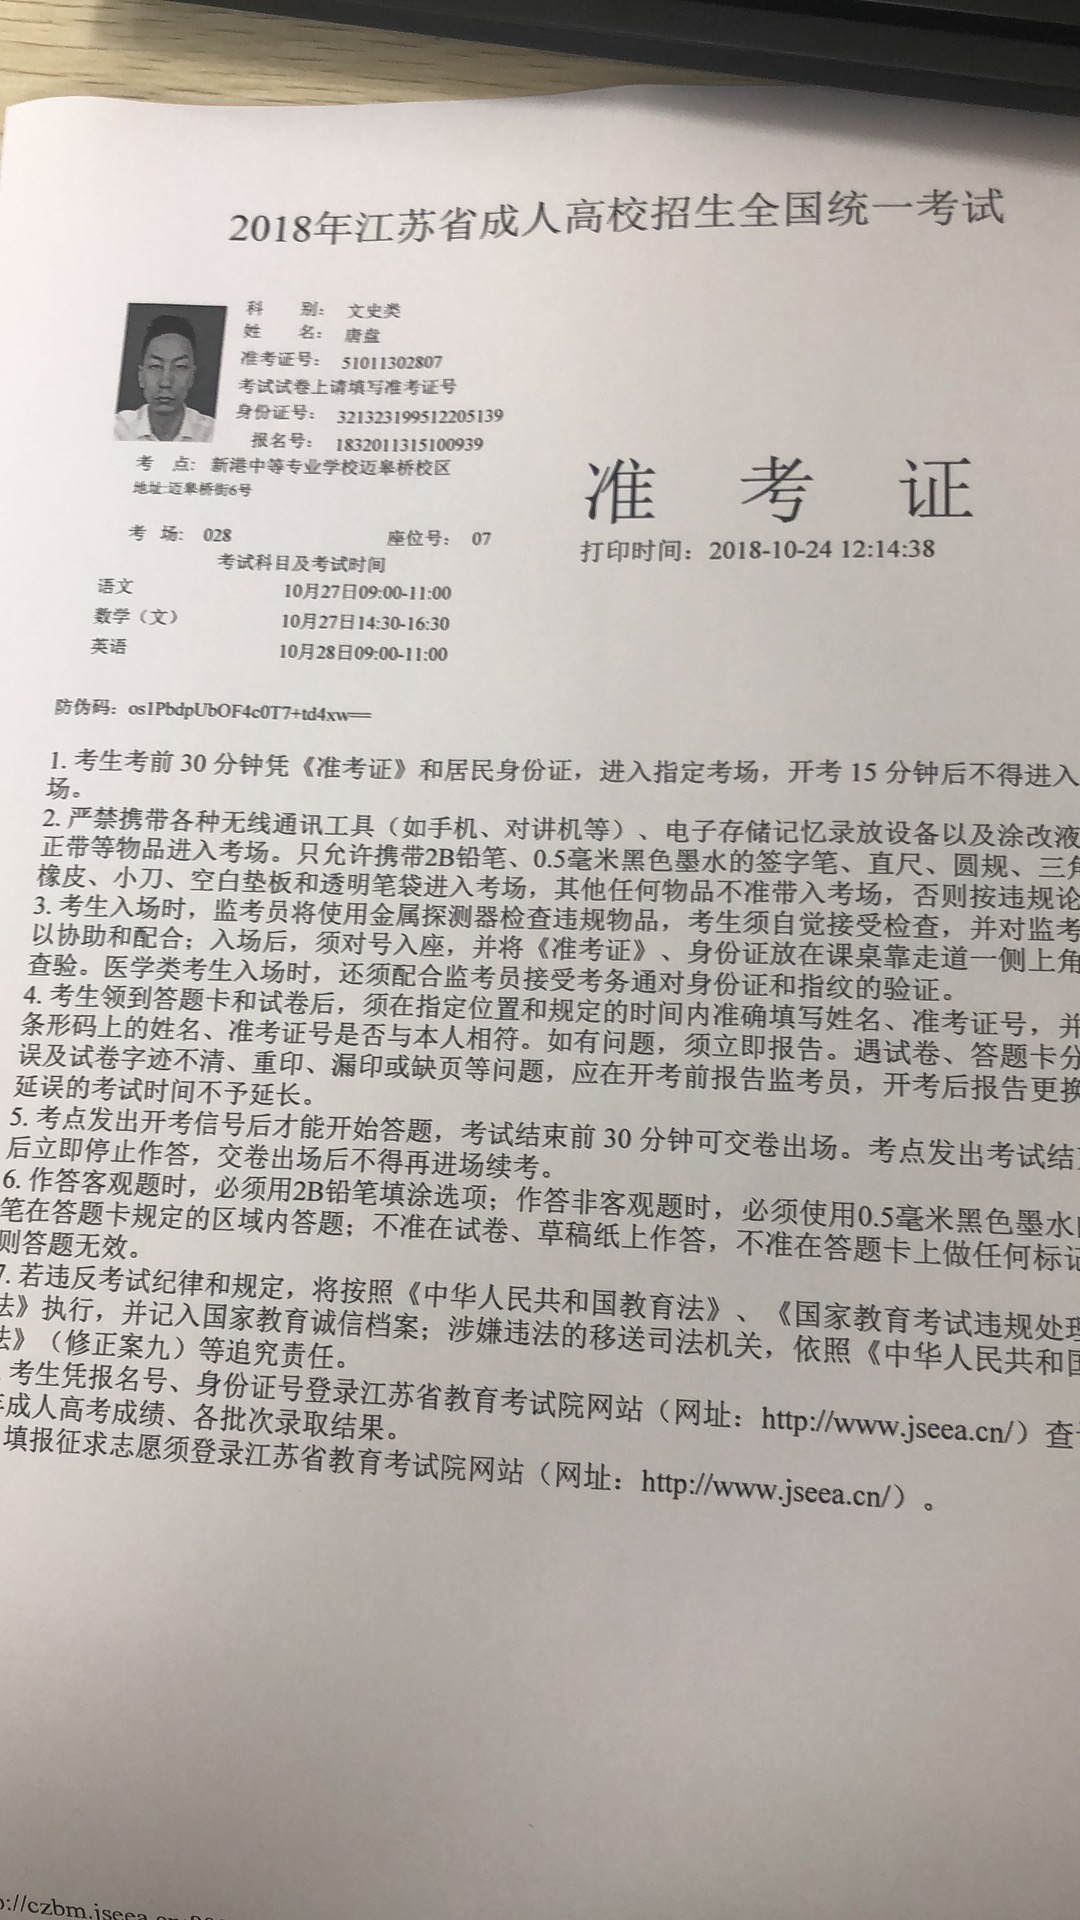 2018年江苏省成人高校招生全国统一考试
科 别： 文史类
姓 名： 唐盘
准考证号： 51011302807
考试试卷上请填写准考证号
身份证号： 321323199512205139
报名号： 1832011315100939
考 点： 新港中等专业学校迈皋桥校区
地址:迈皋桥街6号
准 考 证
考 场: 028 座位号： 07
打印时间：2018-10-24 12:14:38
考试科目及考试时间
语文 10月27日09:00-11:00
数学（文） 10月27日14:30-16:30
英语 10月28日09:00-11:00
防伪码：os1PbdpUbOF4c0T7+td4xw==
1. 考生考前 30 分钟凭《准考证》和居民身份证，进入指定考场，开考 15 分钟后不得进入
场。
2. 严禁携带各种无线通讯工具（如手机、对讲机等）、电子存储记忆录放设备以及涂改液
正带等物品进入考场。只允许携带2B铅笔、0.5毫米黑色墨水的签字笔、直尺、圆规、三角
橡皮、小刀、空白垫板和透明笔袋进入考场，其他任何物品不准带入考场，否则按违规论
3. 考生入场时，监考员将使用金属探测器检查违规物品，考生须自觉接受检查，并对监考
以协助和配合；入场后，须对号入座，并将《准考证》、身份证放在课桌靠走道一侧上角
查验。医学类考生入场时，还须配合监考员接受考务通对身份证和指纹的验证。
4. 考生领到答题卡和试卷后，须在指定位置和规定的时间内准确填写姓名、准考证号，并
条形码上的姓名、准考证号是否与本人相符。如有问题，须立即报告。遇试卷、答题卡分
误及试卷字迹不清、重印、漏印或缺页等问题，应在开考前报告监考员，开考后报告更换
延误的考试时间不予延长。
5. 考点发出开考信号后才能开始答题，考试结束前 30 分钟可交卷出场。考点发出考试结
后立即停止作答，交卷出场后不得再进场续考。
6. 作答客观题时，必须用2B铅笔填涂选项；作答非客观题时，必须使用0.5毫米黑色墨水
笔在答题卡规定的区域内答题；不准在试卷、草稿纸上作答，不准在答题卡上做任何标记
则答题无效。
7. 若违反考试纪律和规定，将按照《中华人民共和国教育法》、《国家教育考试违规处理
法》执行，并记入国家教育诚信档案；涉嫌违法的移送司法机关，依照《中华人民共和国
法》（修正案九）等追究责任。
考生凭报名号、身份证号登录江苏省教育考试院网站（网址：http://www.jseea.cn/）查
成人高考成绩、各批次录取结果。
填报征求志愿须登录江苏省教育考试院网站（网址：http://www.jseea.cn/）。
://czbm.jseea.cn